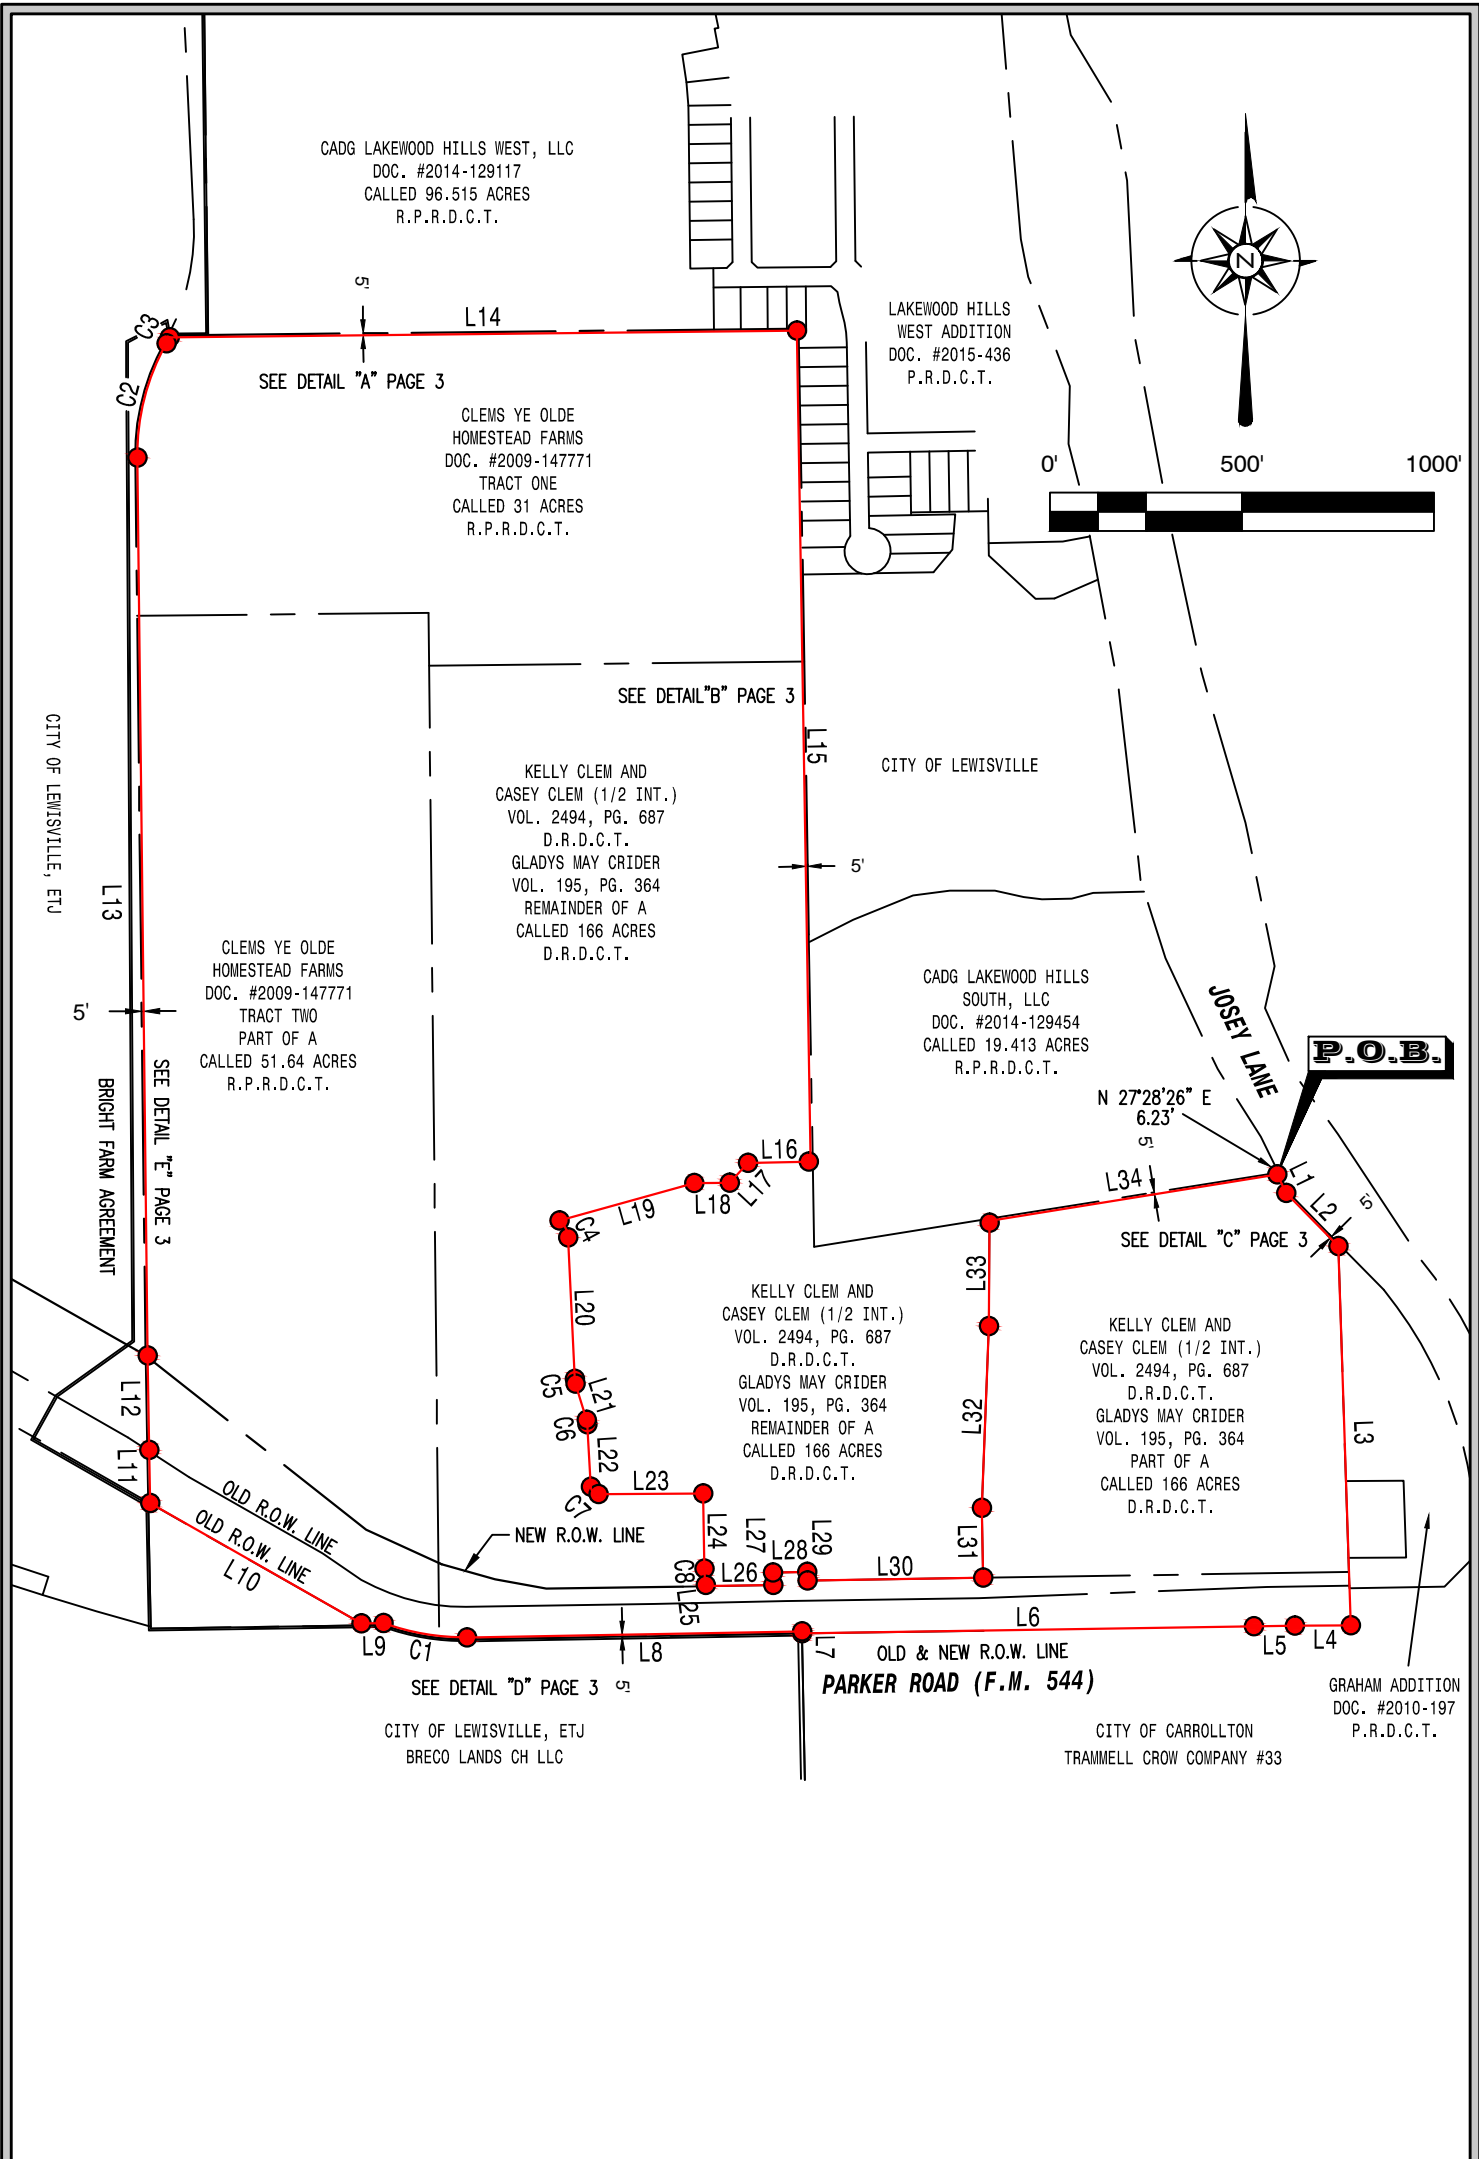 CADG LAKEWOOD HILLS WEST, LLC
DOC. #2014-129117
CALLED 96.515 ACRES
R.P.R.D.C.T.
N
5'
L14
C3
C2
SEE DETAIL "A" PAGE 3
LAKEWOOD HILLS
WEST ADDITION
DOC. #2015-436
P.R.D.C.T.
0' 500' 1000'
CLEMS YE OLDE
HOMESTEAD FARMS
DOC. #2009-147771
TRACT ONE
CALLED 31 ACRES
R.P.R.D.C.T.
SEE DETAIL"B" PAGE 3
L15
CITY OF LEWISVILLE
CITY OF LEWISVILLE, ETJ
KELLY CLEM AND
CASEY CLEM (1/2 INT.)
VOL. 2494, PG. 687
D.R.D.C.T.
GLADYS MAY CRIDER
VOL. 195, PG. 364
REMAINDER OF A
CALLED 166 ACRES
D.R.D.C.T.
5'
L13
CLEMS YE OLDE
HOMESTEAD FARMS
DOC. #2009-147771
TRACT TWO
PART OF A
CALLED 51.64 ACRES
R.P.R.D.C.T.
5'
SEE DETAIL "E" PAGE 3
BRIGHT FARM AGREEMENT
CADG LAKEWOOD HILLS
SOUTH, LLC
DOC. #2014-129454
CALLED 19.413 ACRES
R.P.R.D.C.T.
JOSEY LANE
P.O.B.
N 27°28'26" E
6.23'
5'
L34
L1
L2
5'
SEE DETAIL "C" PAGE 3
L16
L17
L18
L19
C4
L20
C5
L21
C6
L22
C7
L23
L24
C8
L25
L26
L27
L28
L29
L30
L31
L32
L33
KELLY CLEM AND
CASEY CLEM (1/2 INT.)
VOL. 2494, PG. 687
D.R.D.C.T.
GLADYS MAY CRIDER
VOL. 195, PG. 364
REMAINDER OF A
CALLED 166 ACRES
D.R.D.C.T.
KELLY CLEM AND
CASEY CLEM (1/2 INT.)
VOL. 2494, PG. 687
D.R.D.C.T.
GLADYS MAY CRIDER
VOL. 195, PG. 364
PART OF A
CALLED 166 ACRES
D.R.D.C.T.
L3
L12
L11
OLD R.O.W. LINE
OLD R.O.W. LINE
L10
NEW R.O.W. LINE
L9
C1
L8
L7
L6
L5
L4
OLD & NEW R.O.W. LINE
PARKER ROAD (F.M. 544)
SEE DETAIL "D" PAGE 3
5'
CITY OF LEWISVILLE, ETJ
BRECO LANDS CH LLC
CITY OF CARROLLTON
TRAMMELL CROW COMPANY #33
GRAHAM ADDITION
DOC. #2010-197
P.R.D.C.T.